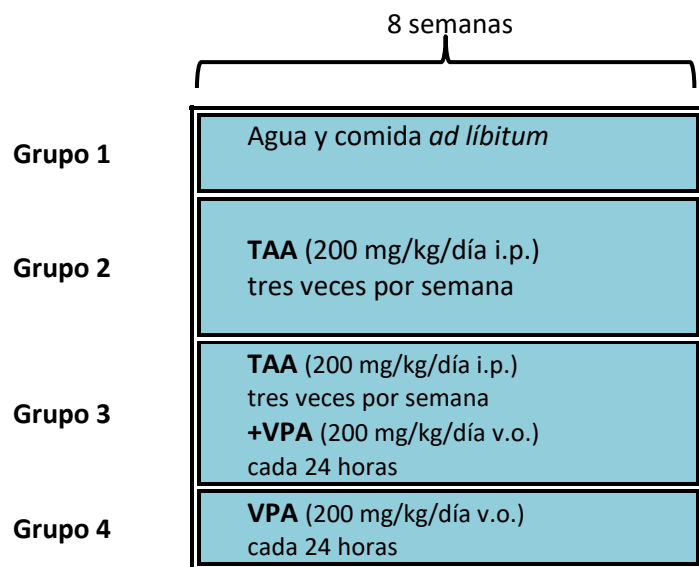 8 semanas
Grupo 1
Agua y comida ad líbitum
Grupo 2
TAA (200 mg/kg/día i.p.)
tres veces por semana
Grupo 3
TAA (200 mg/kg/día i.p.)
tres veces por semana
+VPA (200 mg/kg/día v.o.)
cada 24 horas
Grupo 4
VPA (200 mg/kg/día v.o.)
cada 24 horas